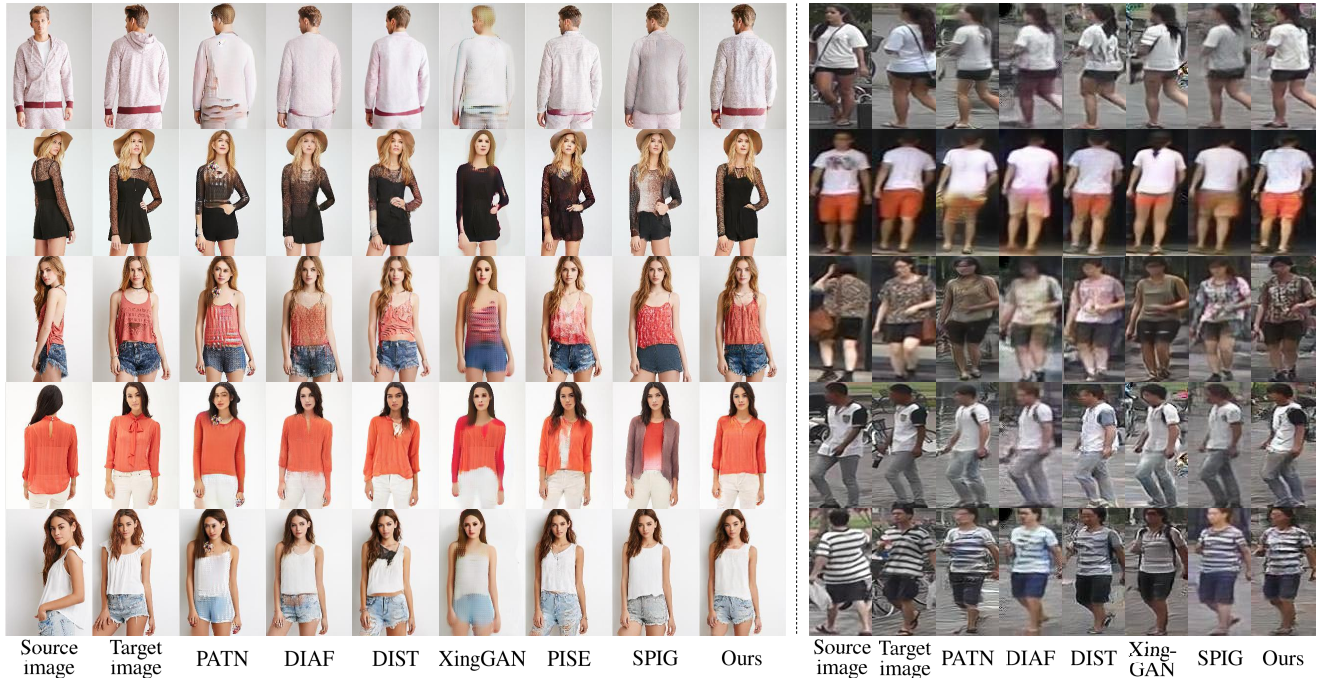 Source image
Target image
PATN
DIAF
DIST
XingGAN
PISE
SPIG
Ours
Source image
Target image
PATN
DIAF
DIST
Xing-
GAN
SPIG
Ours